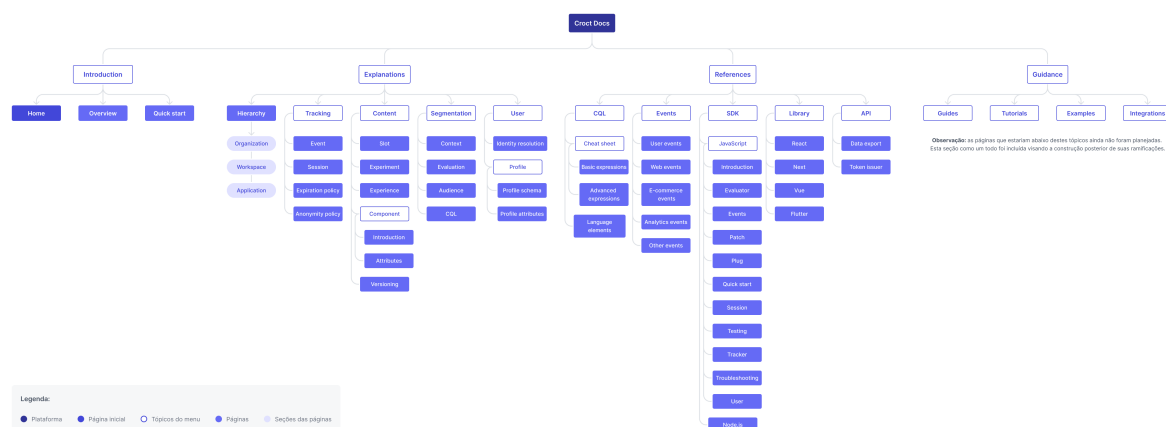 Croct Docs
Introduction
Explanations
References
Guidance
Home
Overview
Quick start
Hierarchy
Tracking
Content
Segmentation
User
CQL
Events
SDK
Library
API
Guides
Tutorials
Examples
Integrations
Organization
Workspace
Application
Event
Session
Expiration policy
Anonymity policy
Slot
Experiment
Experience
Component
Introduction
Attributes
Versioning
Context
Evaluation
Audience
CQL
Identity resolution
Profile
Profile schema
Profile attributes
Cheat sheet
Basic expressions
Advanced
expressions
Language
elements
User events
Web events
E-commerce
events
Analytics events
Other events
JavaScript
Introduction
Evaluator
Events
Patch
Plug
Quick start
Session
Testing
Tracker
Troubleshooting
User
Node.js
React
Next
Vue
Flutter
Data export
Token issuer
Observação: as páginas que estariam abaixo destes tópicos ainda não foram planejadas.
Esta seção como um todo foi incluída visando a construção posterior de suas ramificações.
Legenda:
Plataforma
Página inicial
Tópicos do menu
Páginas
Seções das páginas